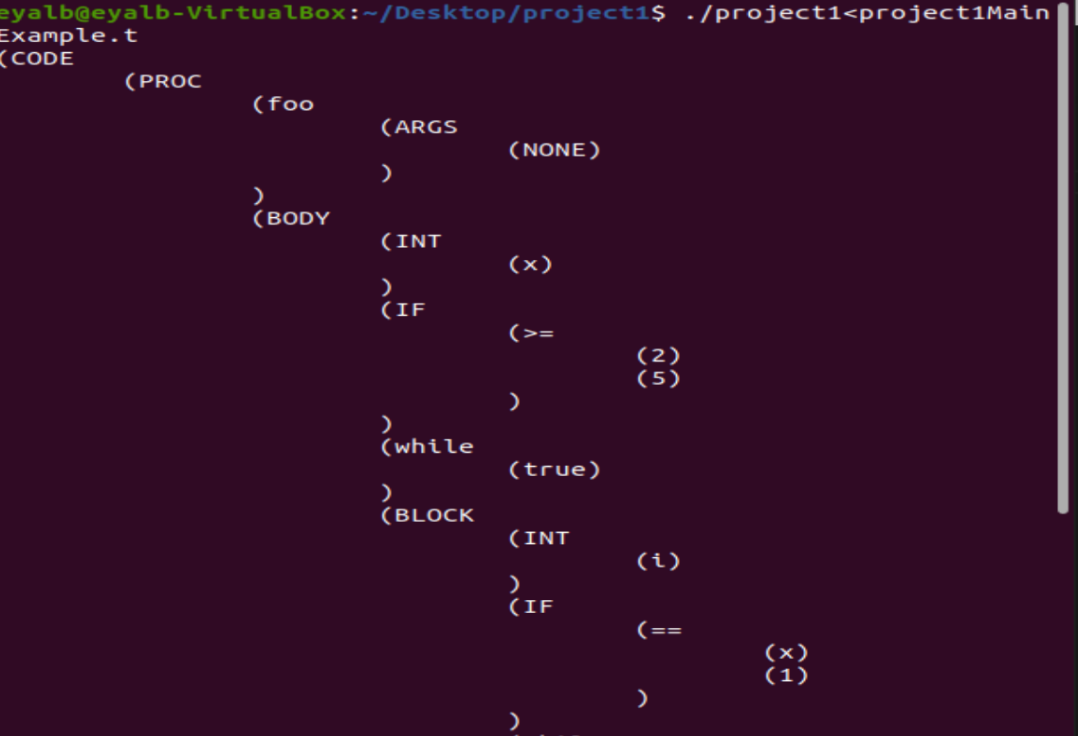 eyalb@eyalb-VirtualBox:~/Desktop/project1$ ./project1<project1Main
Example.t
(CODE
(PROC
(foo
(ARGS
(NONE)
)
)
(BODY
(INT
(x)
)
(IF
(>=
(2)
(5)
)
)
(while
(true)
)
(BLOCK
(INT
(i)
)
(IF
(==
(x)
(1)
)
)